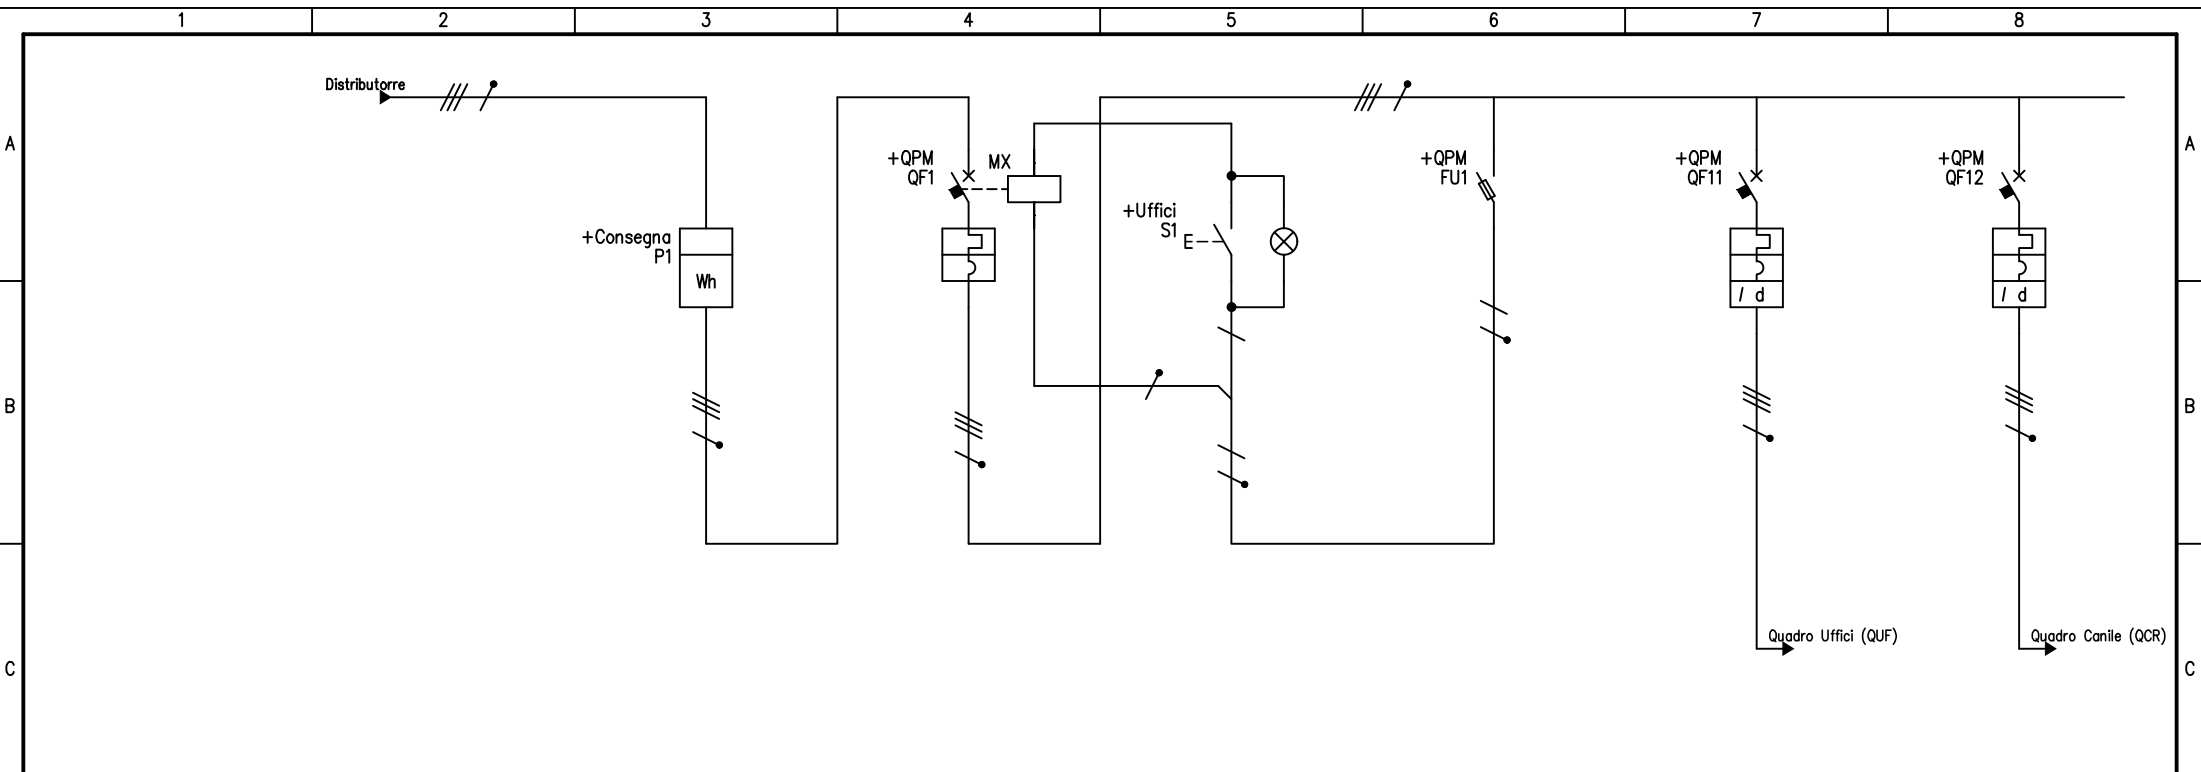 1 2 3 4 5 6 7 8
Distributorre
A A
+QPM
QF1
MX
+QPM
FU1
+QPM
QF11
+QPM
QF12
+Uffici
S1
E
+Consegna
P1
Wh
I d
I d
B B
Quadro Uffici (QUF)
Quadro Canile (QCR)
C C